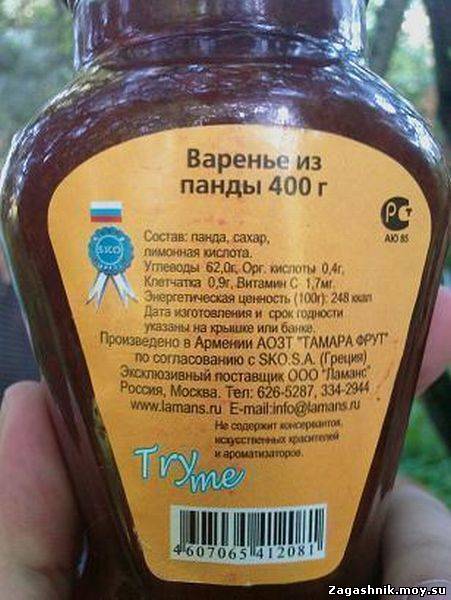 Варенье из
панды 400 г
РСТ
АЮ 85
SKO
Состав: панда, сахар,
лимонная кислота.
Углеводы 62,0г, Орг. кислоты 0,4г,
Клетчатка 0,9г, Витамин С 1,7мг.
Энергетическая ценность (100г): 248 ккал
Дата изготовления и срок годности
указаны на крышке или банке.
Произведено в Армении АОЗТ "ТАМАРА ФРУТ"
по согласованию с SKO.S.A. (Греция)
Эксклюзивный поставщик ООО "Ламанс"
Россия, Москва. Тел: 626-5287, 334-2944
www.lamans.ru E-mail:info@lamans.ru
Не содержит консервантов,
искусственных красителей
и ароматизаторов.
Try me
4607065412081
Zagashnik.moy.su